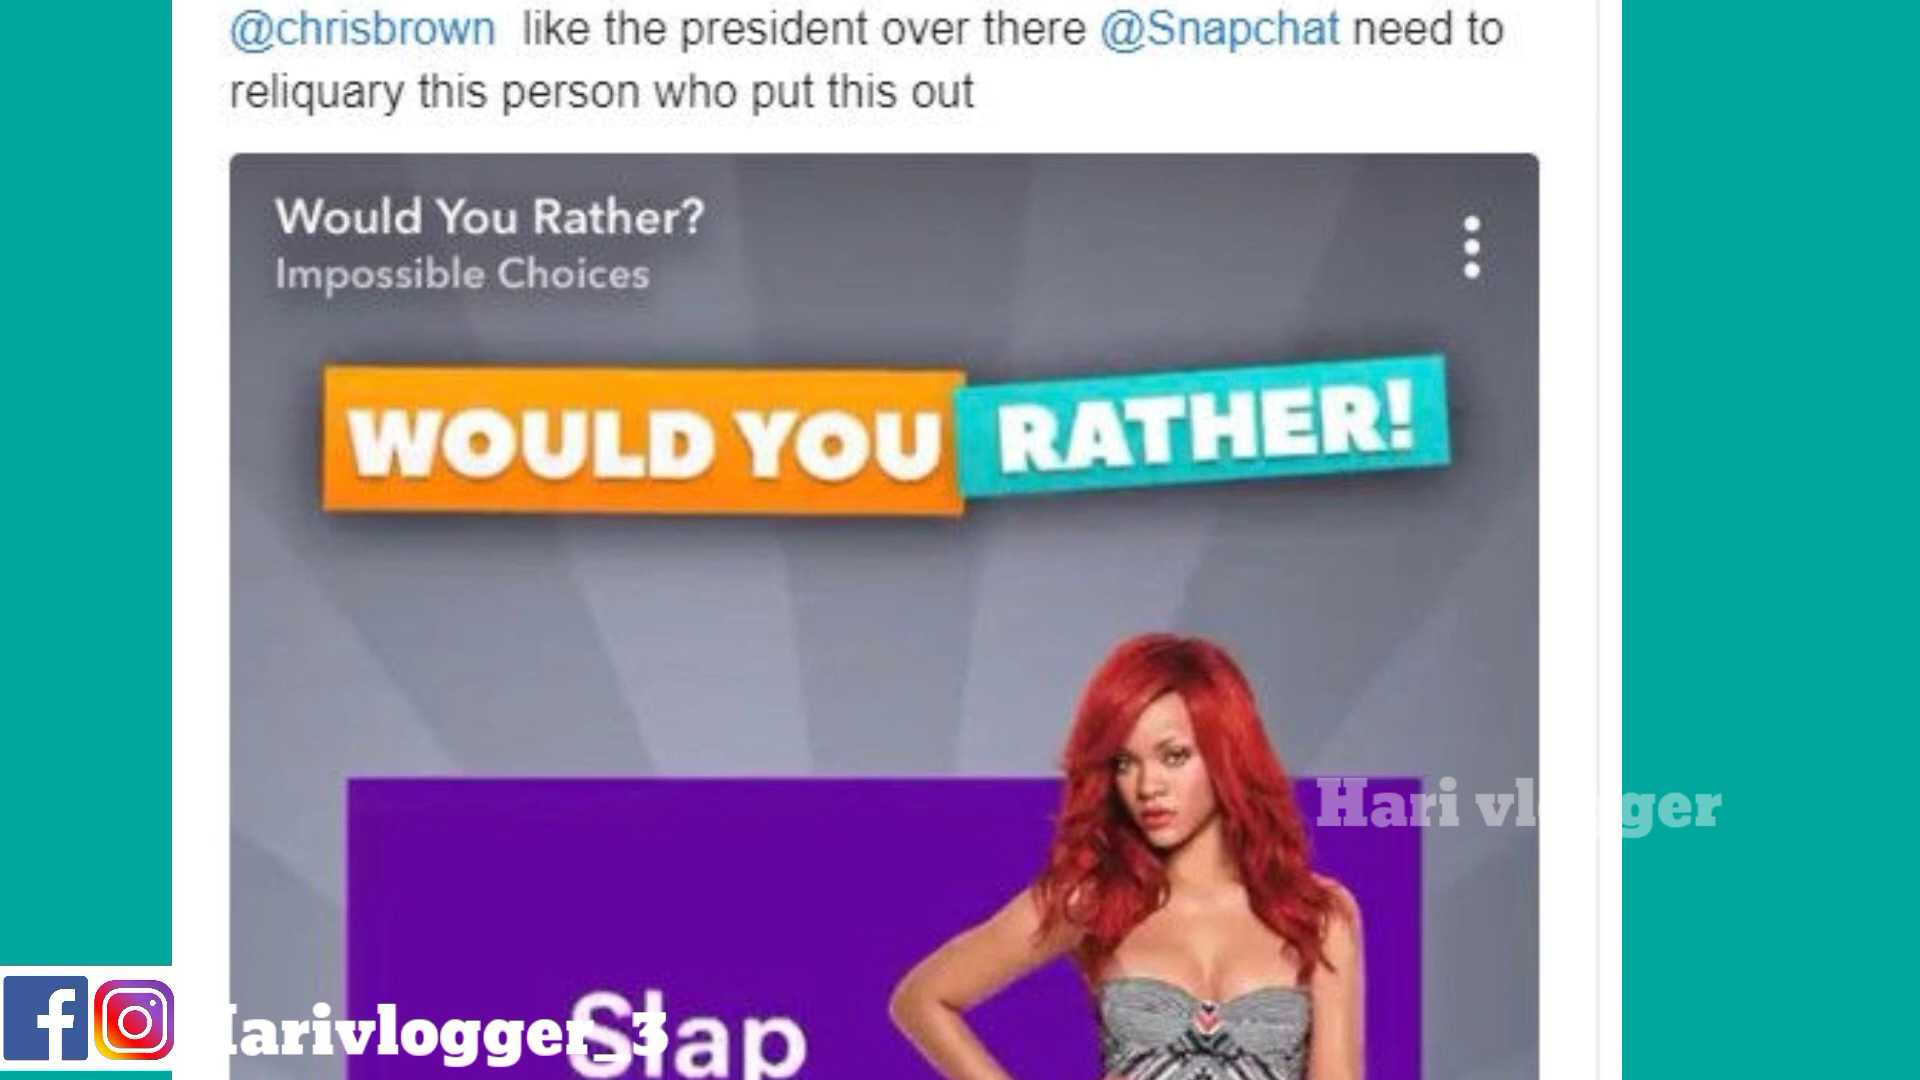 @chrisbrown like the president over there @Snapchat need to
reliquary this person who put this out
Would You Rather?
Impossible Choices
WOULD YOU RATHER!
Hari vlogger
Slap
Harivlogger_3